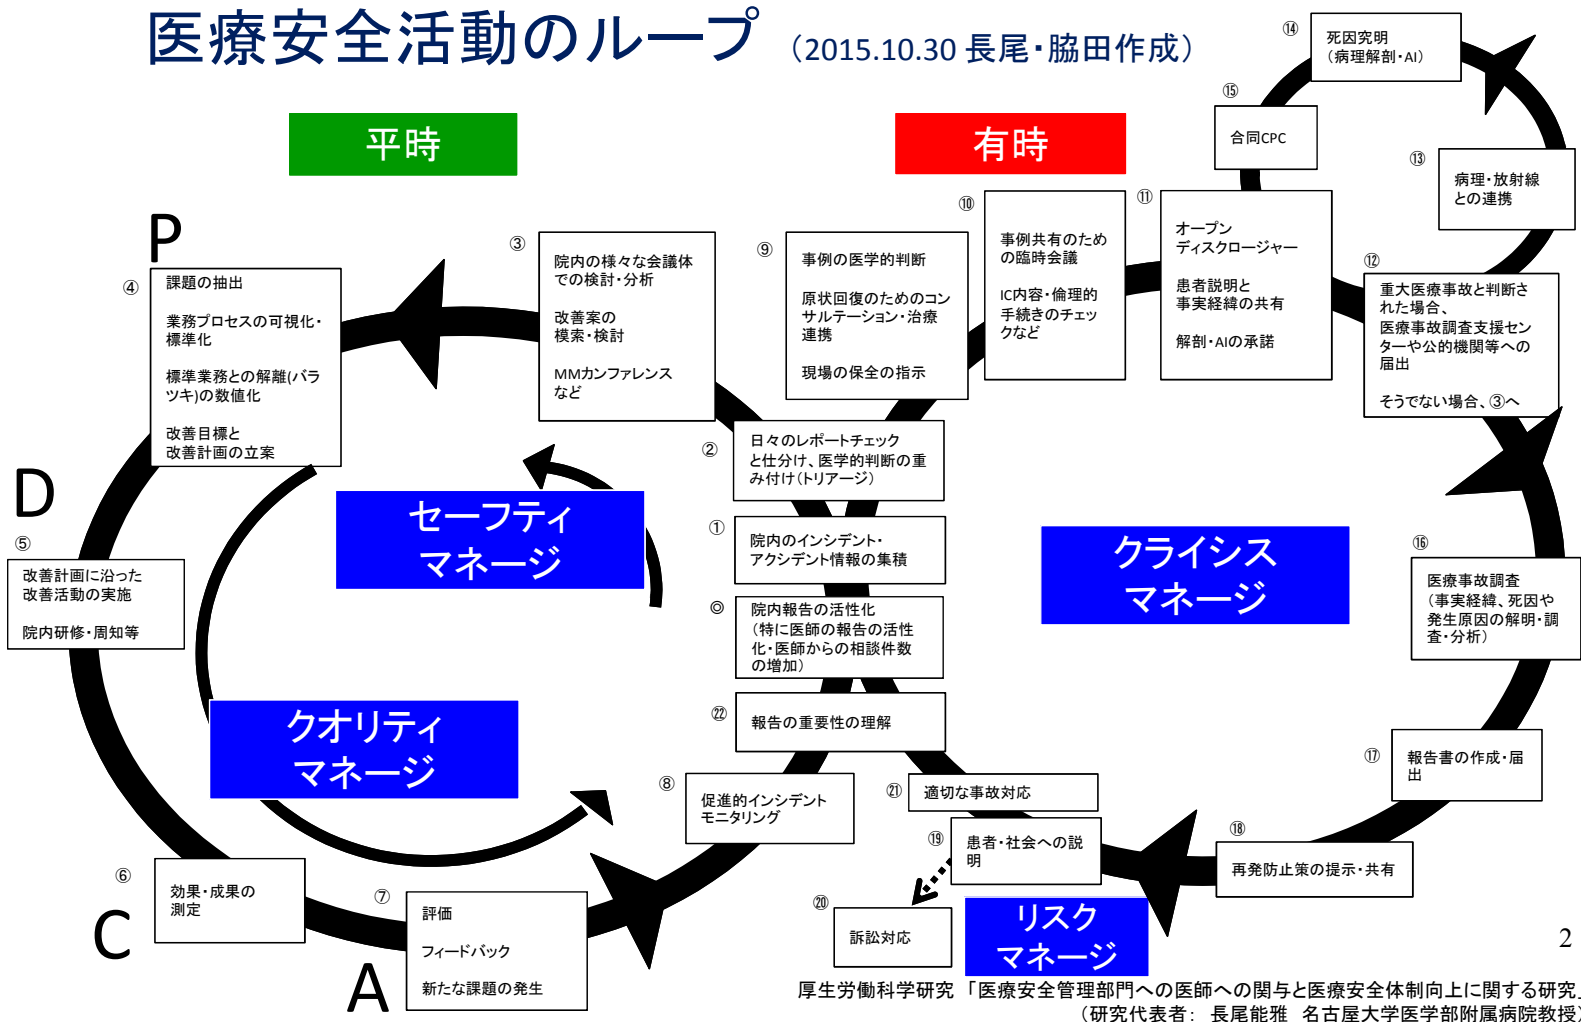 医療安全活動のループ （2015.10.30 長尾・脇田作成）
平時
有時
P
D
C
A
セーフティ
マネージ
クオリティ
マネージ
クライシス
マネージ
リスク
マネージ
◎
院内報告の活性化
（特に医師の報告の活性
化・医師からの相談件数
の増加）
①
院内のインシデント・
アクシデント情報の集積
②
日々のレポートチェック
と仕分け、医学的判断の重
み付け（トリアージ）
③
院内の様々な会議体
での検討・分析
改善案の
模索・検討
MMカンファレンス
など
④
課題の抽出
業務プロセスの可視化・
標準化
標準業務との解離(バラ
ツキ)の数値化
改善目標と
改善計画の立案
⑤
改善計画に沿った
改善活動の実施
院内研修・周知等
⑥
効果・成果の
測定
⑦
評価
フィードバック
新たな課題の発生
⑧
促進的インシデント
モニタリング
⑨
事例の医学的判断
原状回復のためのコン
サルテーション・治療
連携
現場の保全の指示
⑩
事例共有のため
の臨時会議
IC内容・倫理的
手続きのチェッ
クなど
⑪
オープン
ディスクロージャー
患者説明と
事実経緯の共有
解剖・AIの承諾
⑫
重大医療事故と判断さ
れた場合、
医療事故調査支援セン
ターや公的機関等への
届出
そうでない場合、③へ
⑬
病理・放射線
との連携
⑭
死因究明
（病理解剖・AI）
⑮
合同CPC
⑯
医療事故調査
（事実経緯、死因や
発生原因の解明・調
査・分析）
⑰
報告書の作成・届
出
⑱
再発防止策の提示・共有
⑲
患者・社会への説
明
⑳
訴訟対応
㉑
適切な事故対応
㉒
報告の重要性の理解
2
厚生労働科学研究 「医療安全管理部門への医師への関与と医療安全体制向上に関する研究」
（研究代表者： 長尾能雅 名古屋大学医学部附属病院教授）